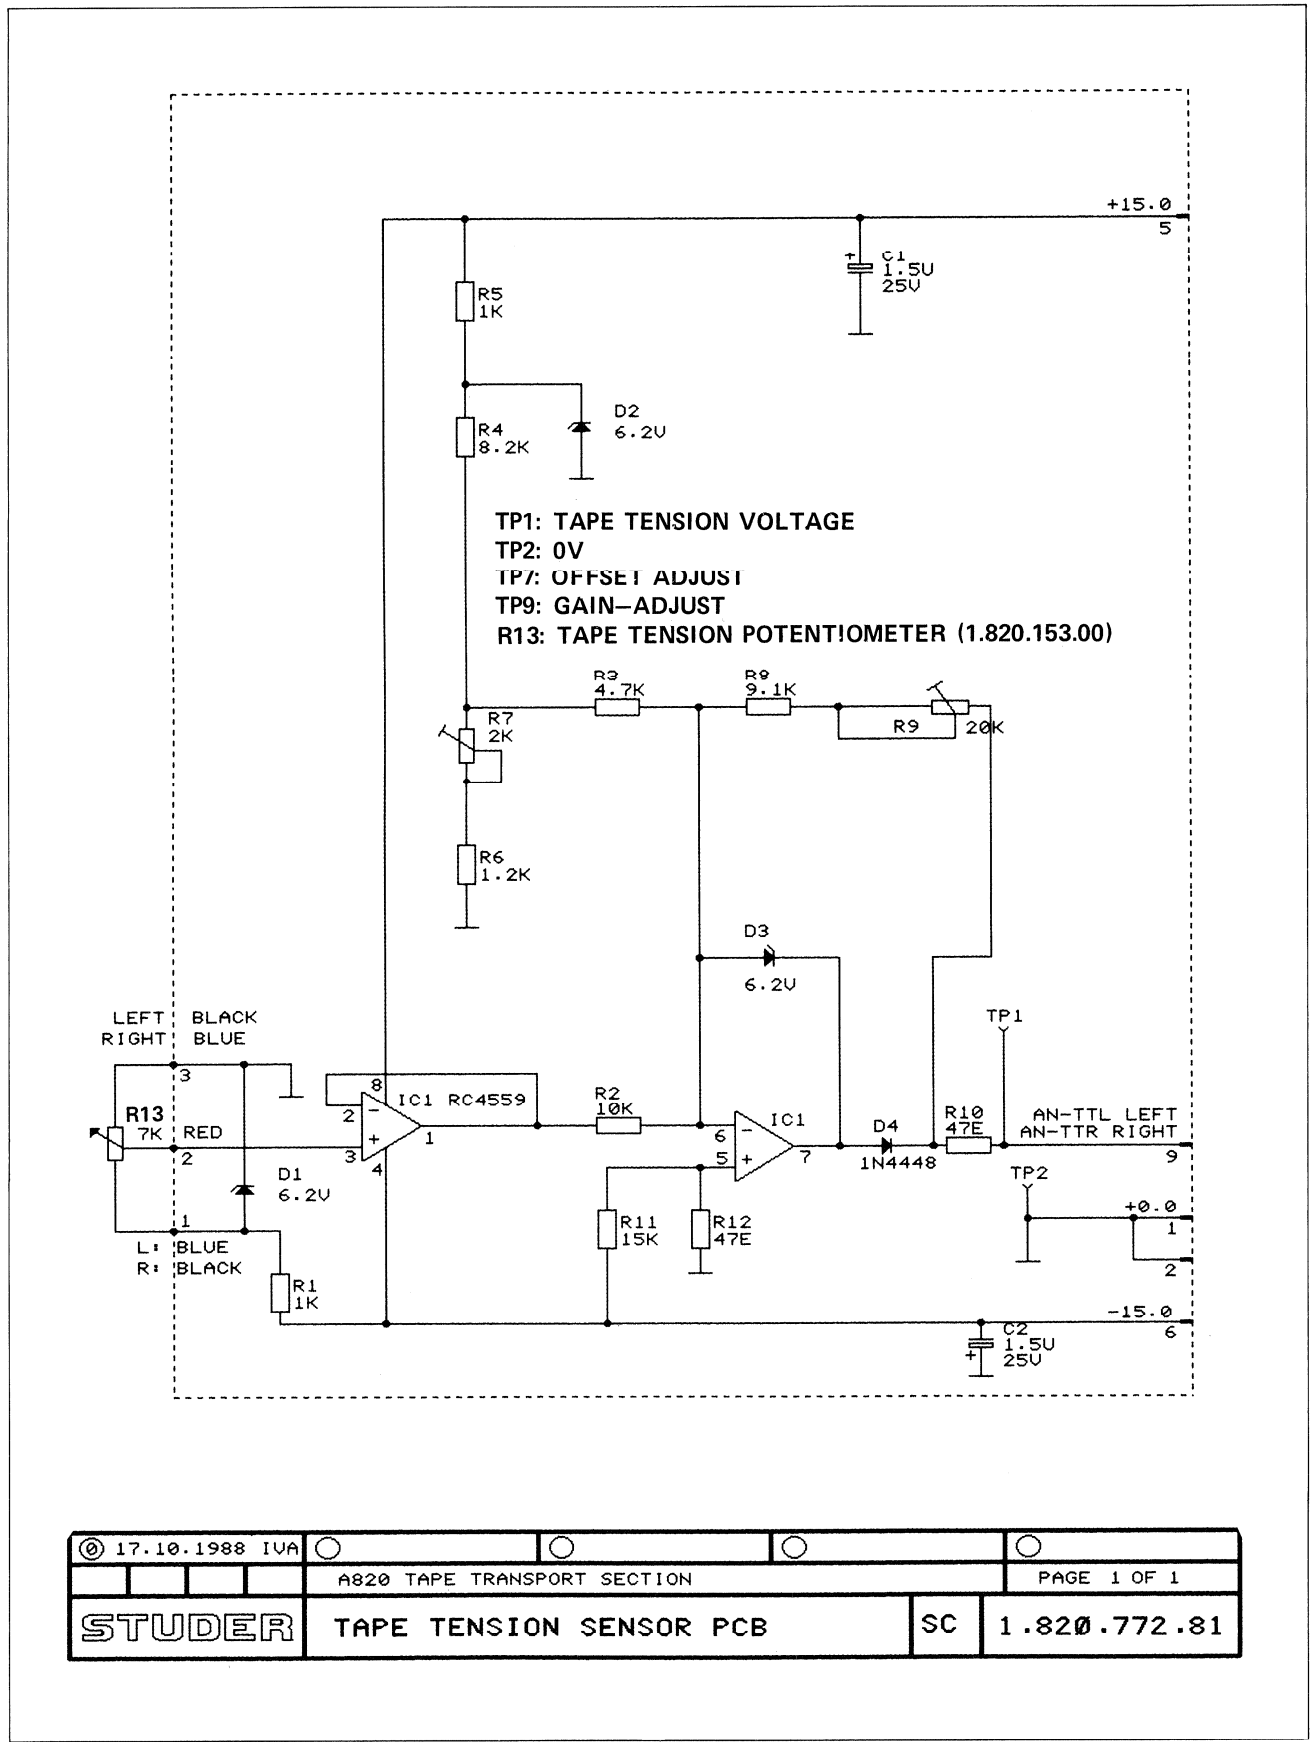 +15.0
5
C1
1.5U
25V
R5
1K
D2
6.2V
R4
8.2K
TP1: TAPE TENSION VOLTAGE
TP2: 0V
TP7: OFFSET ADJUST
TP9: GAIN–ADJUST
R13: TAPE TENSION POTENTIOMETER (1.820.153.00)
R3
4.7K
R8
9.1K
R7
2K
R9
20K
R6
1.2K
D3
6.2V
LEFT
RIGHT
BLACK
BLUE
TP1
3
8
2
IC1 RC4559
R2
10K
IC1
R13
7K
RED
1
6
D4
R10
47E
AN-TTL LEFT
AN-TTR RIGHT
2
3
4
5
7
1N4448
9
D1
6.2V
TP2
+0.0
1
1
R11
15K
R12
47E
L: BLUE
R: BLACK
2
R1
1K
-15.0
6
C2
1.5U
25V
0 17.10.1988 IVA
A820 TAPE TRANSPORT SECTION
PAGE 1 OF 1
STUDER
TAPE TENSION SENSOR PCB
SC
1.820.772.81